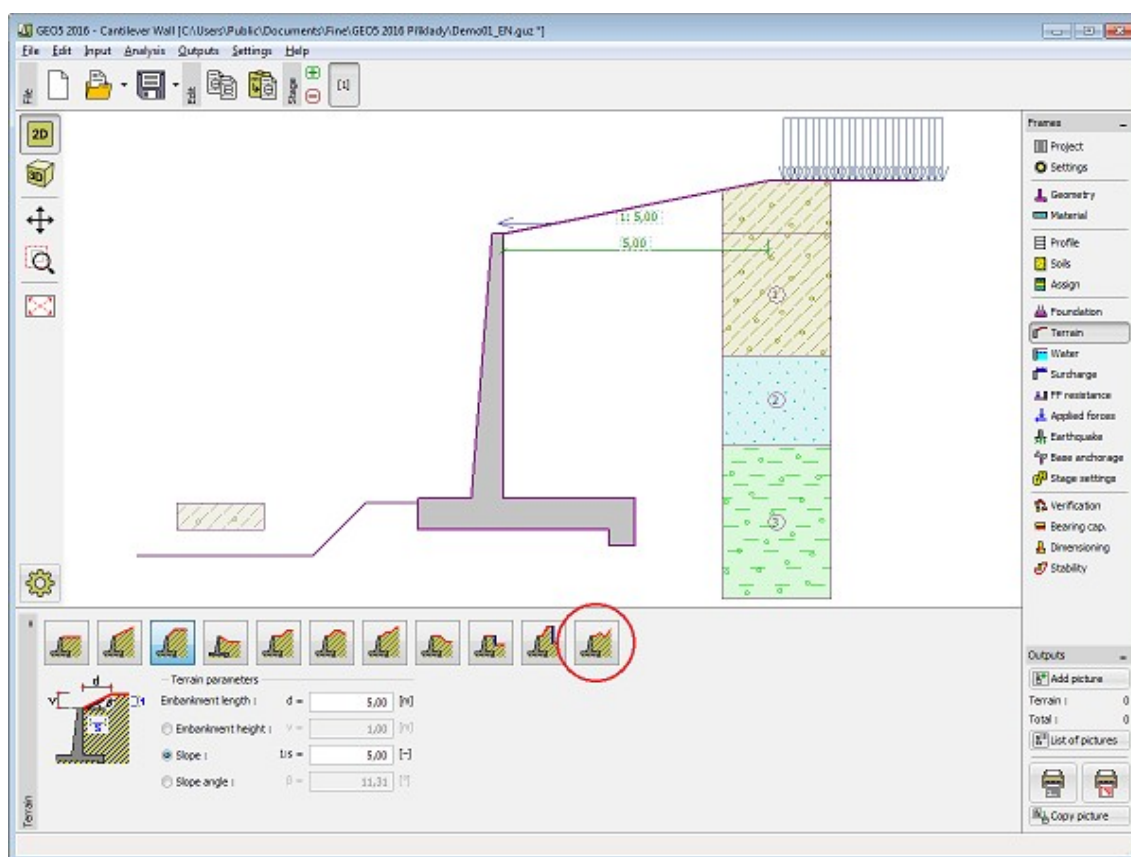 GEO5 2016 - Cantilever Wall [C:\Users\Public\Documents\Fine\GEO5 2016 Příklady\Demo01_EN.guz *]
File Edit Input Analysis Outputs Settings Help
File
Edit
Stage
[1]
2D
3D
1: 5,00
5,00
1
2
3
Frames
Project
Settings
Geometry
Material
Profile
Soils
Assign
Foundation
Terrain
Water
Surcharge
FF resistance
Applied forces
Earthquake
Base anchorage
Stage settings
Verification
Bearing cap.
Dimensioning
Stability
Outputs
Add picture
Terrain : 0
Total : 0
List of pictures
Copy picture
Terrain
d
v
1
s
β
Terrain parameters
Embankment length : d = 5,00 [m]
Embankment height : v = 1,00 [m]
Slope : 1:s = 5,00 [-]
Slope angle : β = 11,31 [°]